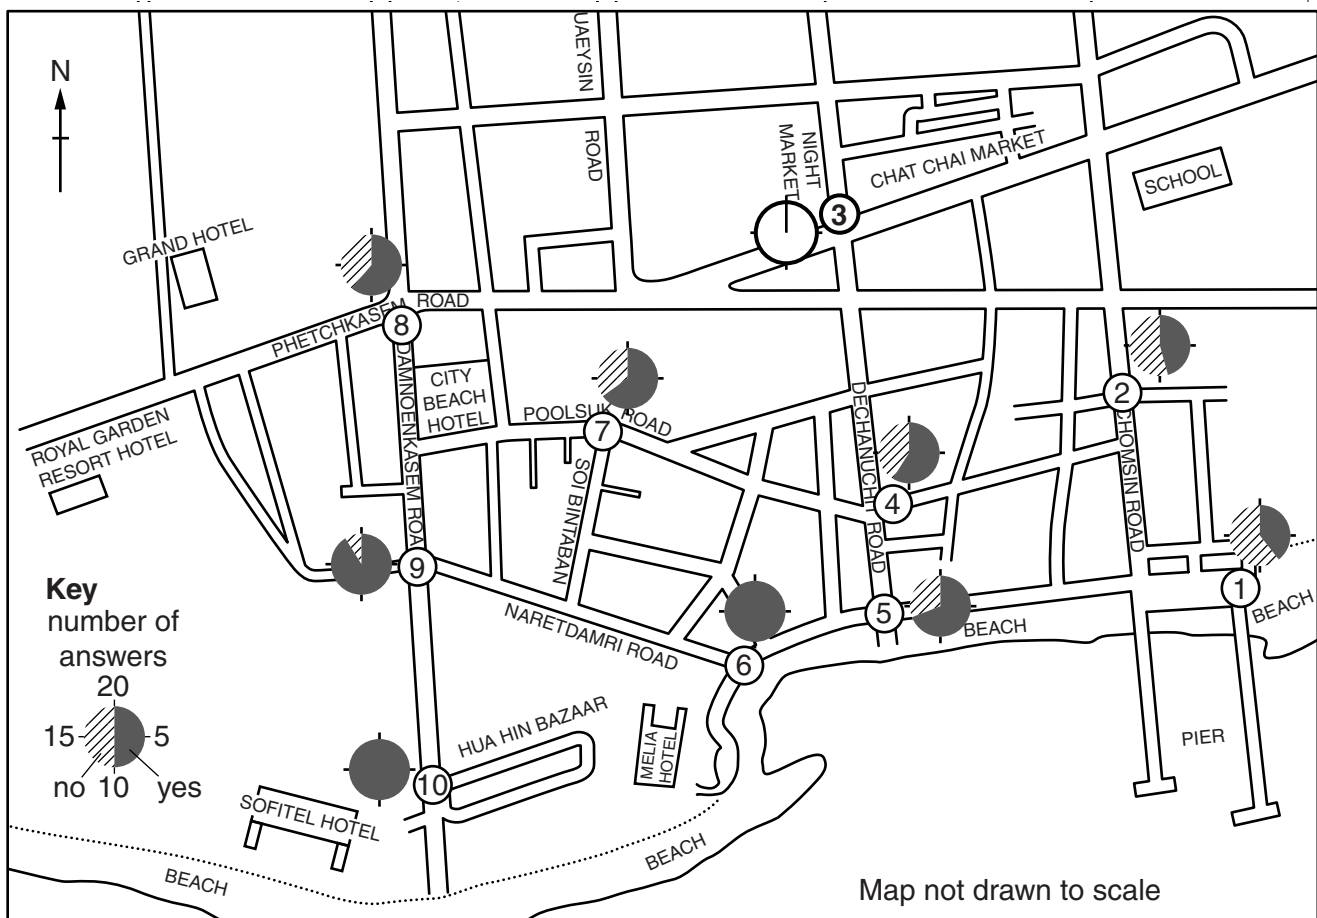 N
UAEYSIN
ROAD
NIGHT
MARKET
CHAT CHAI MARKET
SCHOOL
3
GRAND HOTEL
PHETCHKASEM ROAD
8
DAMNOENKASEM ROA
CITY
BEACH
HOTEL
POOLSUK ROAD
7
SOI BINTABAN
DECHANUCHIT ROAD
4
2
CHOMSIN ROAD
ROYAL GARDEN
RESORT HOTEL
9
NARETDAMRI ROAD
6
5
BEACH
1
BEACH
Key
number of
answers
20
15
5
no
10
yes
HUA HIN BAZAAR
10
MELIA
HOTEL
PIER
SOFITEL HOTEL
BEACH
BEACH
Map not drawn to scale